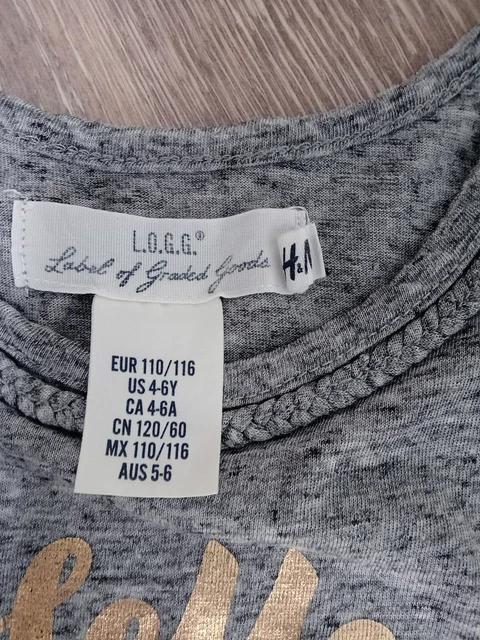 L.O.G.G.®
Label of Graded Goods
H&M
EUR 110/116
US 4-6Y
CA 4-6A
CN 120/60
MX 110/116
AUS 5-6